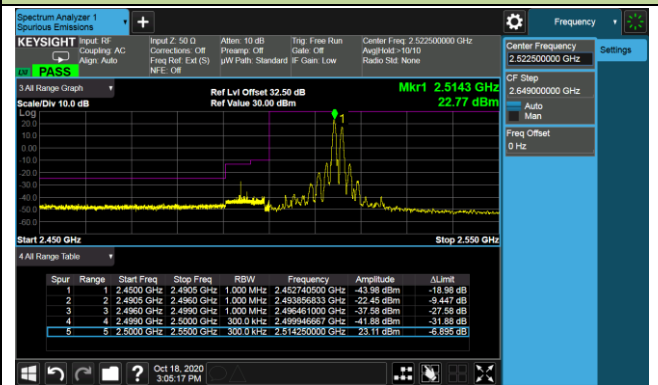 Spectrum Analyzer 1
Spurious Emissions
Frequency
KEYSIGHT Input: RF
Coupling: AC
Align: Auto
Input Z: 50 Ω
Corrections: Off
Freq Ref: Ext (S)
NFE: Off
Atten: 10 dB
Preamp: Off
µW Path: Standard
Trig: Free Run
Gate: Off
IF Gain: Low
Center Freq: 2.522500000 GHz
Avg|Hold:>10/10
Radio Std: None
PASS
Center Frequency
2.522500000 GHz
Settings
CF Step
2.649000000 GHz
Auto
Man
Freq Offset
0 Hz
3 All Range Graph
Ref Lvl Offset 32.50 dB
Mkr1 2.5143 GHz
Scale/Div 10.0 dB
Ref Value 30.00 dBm
22.77 dBm
Log
20.0
10.0
0.00
-10.0
-20.0
-30.0
-40.0
-50.0
-60.0
1
Start 2.450 GHz
Stop 2.550 GHz
4 All Range Table
Spur Range Start Freq Stop Freq RBW Frequency Amplitude ΔLimit
1 1 2.4500 GHz 2.4905 GHz 1.000 MHz 2.452740500 GHz -43.98 dBm -18.98 dB
2 2 2.4905 GHz 2.4960 GHz 1.000 MHz 2.493856833 GHz -22.45 dBm -9.447 dB
3 3 2.4960 GHz 2.4990 GHz 1.000 MHz 2.496461000 GHz -37.58 dBm -27.58 dB
4 4 2.4990 GHz 2.5000 GHz 300.0 kHz 2.499946667 GHz -41.88 dBm -31.88 dB
5 5 2.5000 GHz 2.5500 GHz 300.0 kHz 2.514250000 GHz 23.11 dBm -6.895 dB
Oct 18, 2020
3:05:17 PM